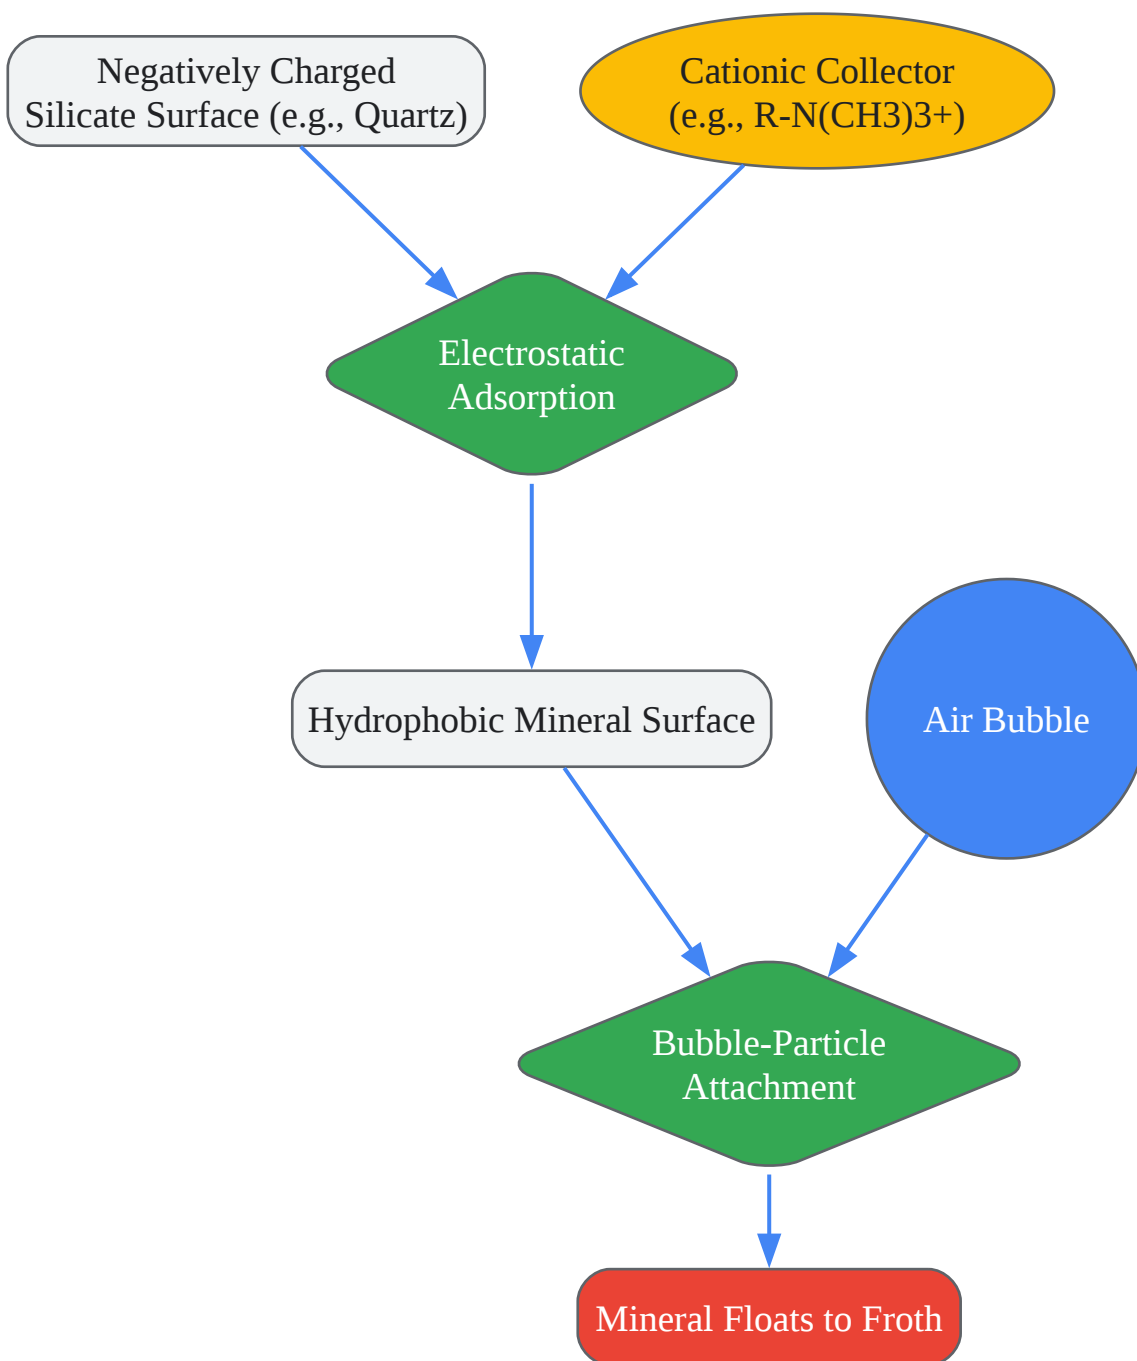 Negatively Charged
Silicate Surface (e.g., Quartz)
Cationic Collector
(e.g., R-N(CH3)3+)
Electrostatic
Adsorption
Hydrophobic Mineral Surface
Air Bubble
Bubble-Particle
Attachment
Mineral Floats to Froth